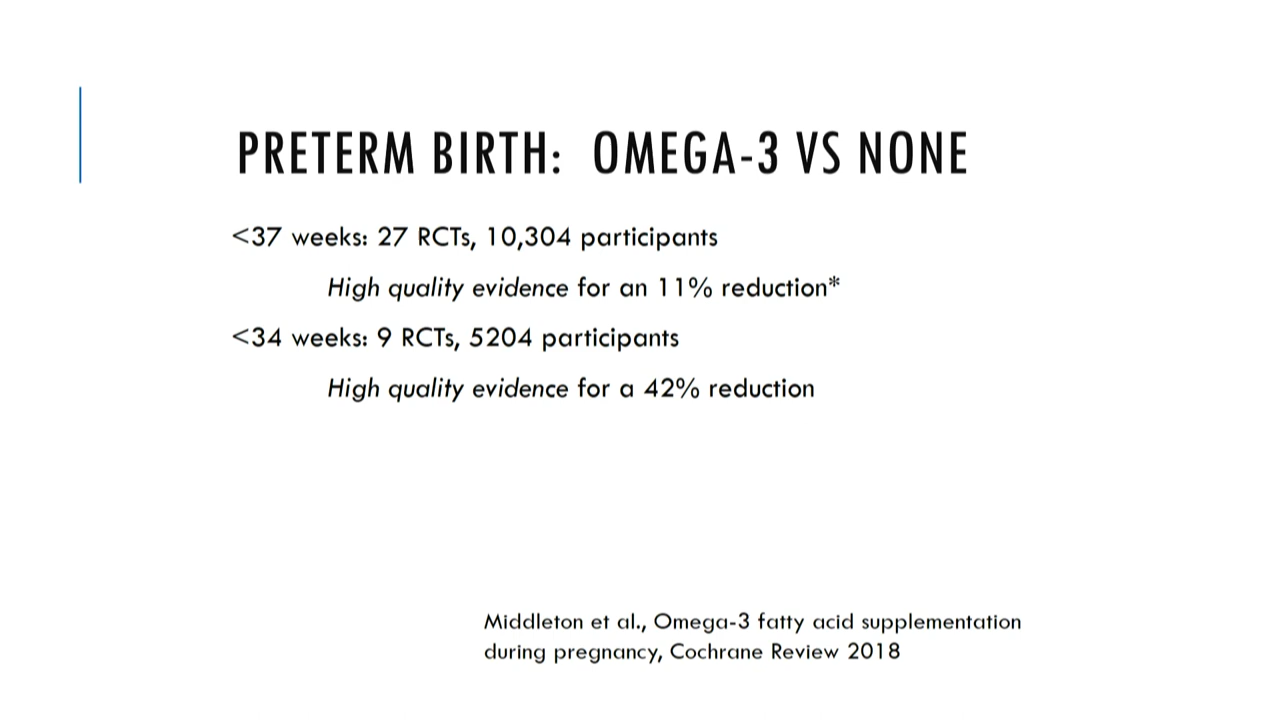 PRETERM BIRTH: OMEGA-3 VS NONE
<37 weeks: 27 RCTs, 10,304 participants
High quality evidence for an 11% reduction*
<34 weeks: 9 RCTs, 5204 participants
High quality evidence for a 42% reduction
Middleton et al., Omega-3 fatty acid supplementation
during pregnancy, Cochrane Review 2018